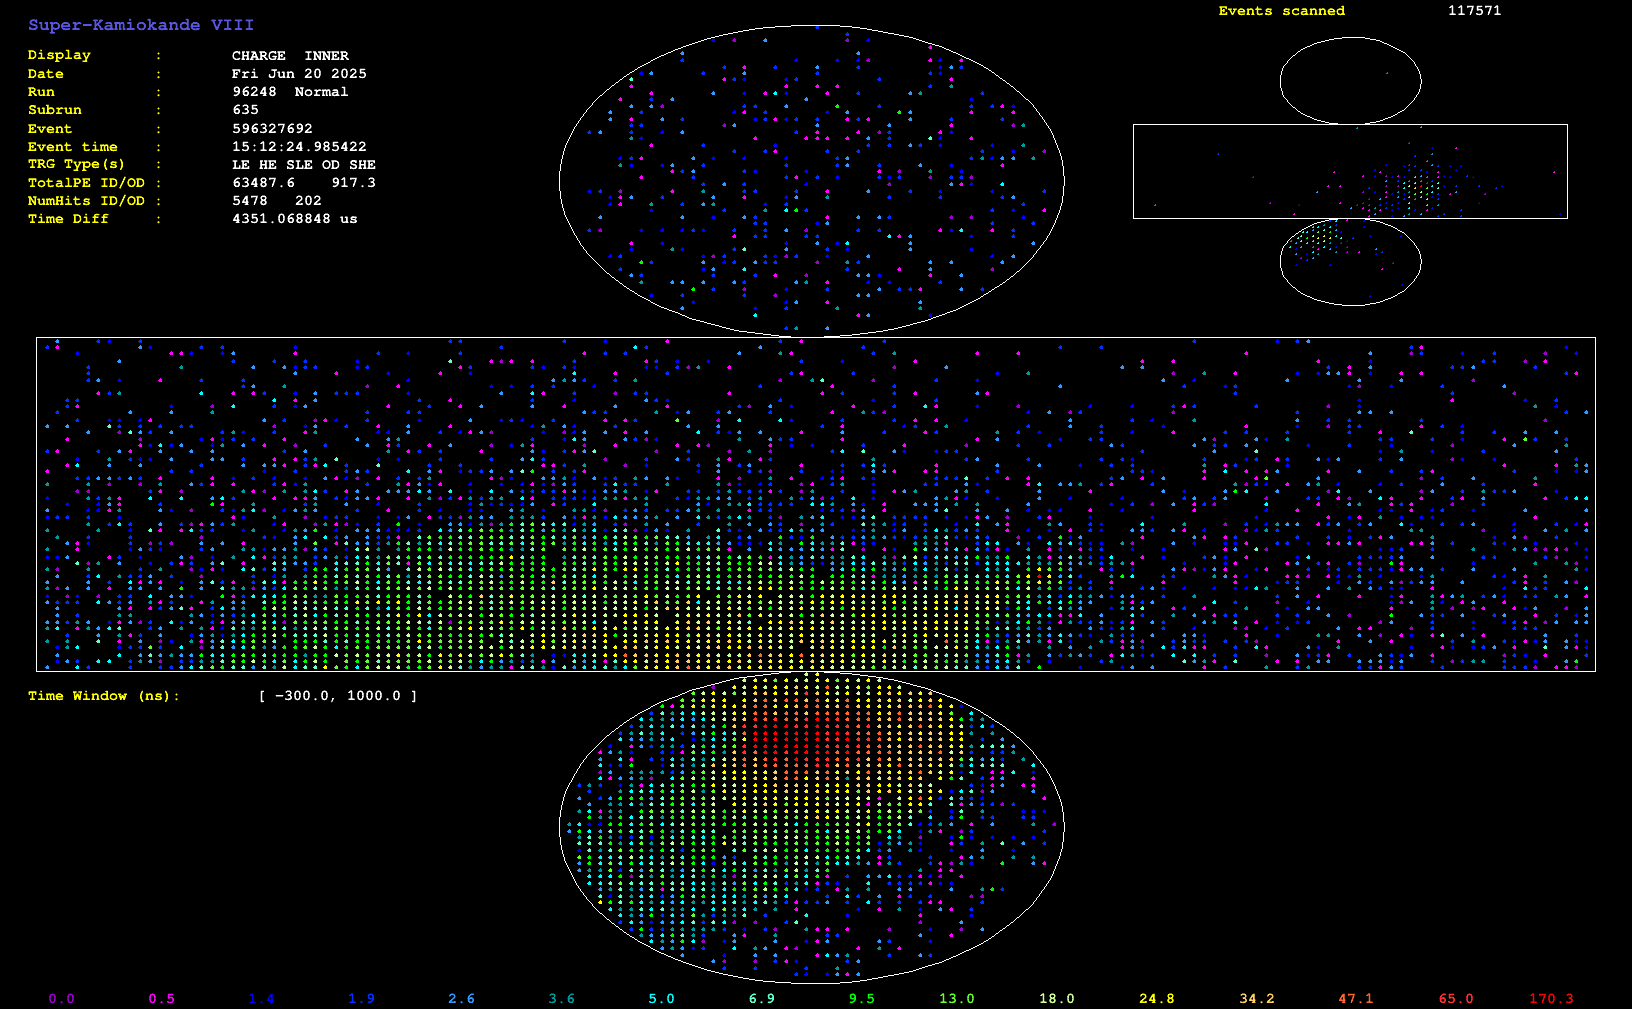 Super-Kamiokande VIII
Events scanned 117571
Display : CHARGE INNER
Date : Fri Jun 20 2025
Run : 96248 Normal
Subrun : 635
Event : 596327692
Event time : 15:12:24.985422
TRG Type(s) : LE HE SLE OD SHE
TotalPE ID/OD : 63487.6 917.3
NumHits ID/OD : 5478 202
Time Diff : 4351.068848 us
Time Window (ns): [ -300.0, 1000.0 ]
0.0 0.5 1.4 1.9 2.6 3.6 5.0 6.9 9.5 13.0 18.0 24.8 34.2 47.1 65.0 170.3